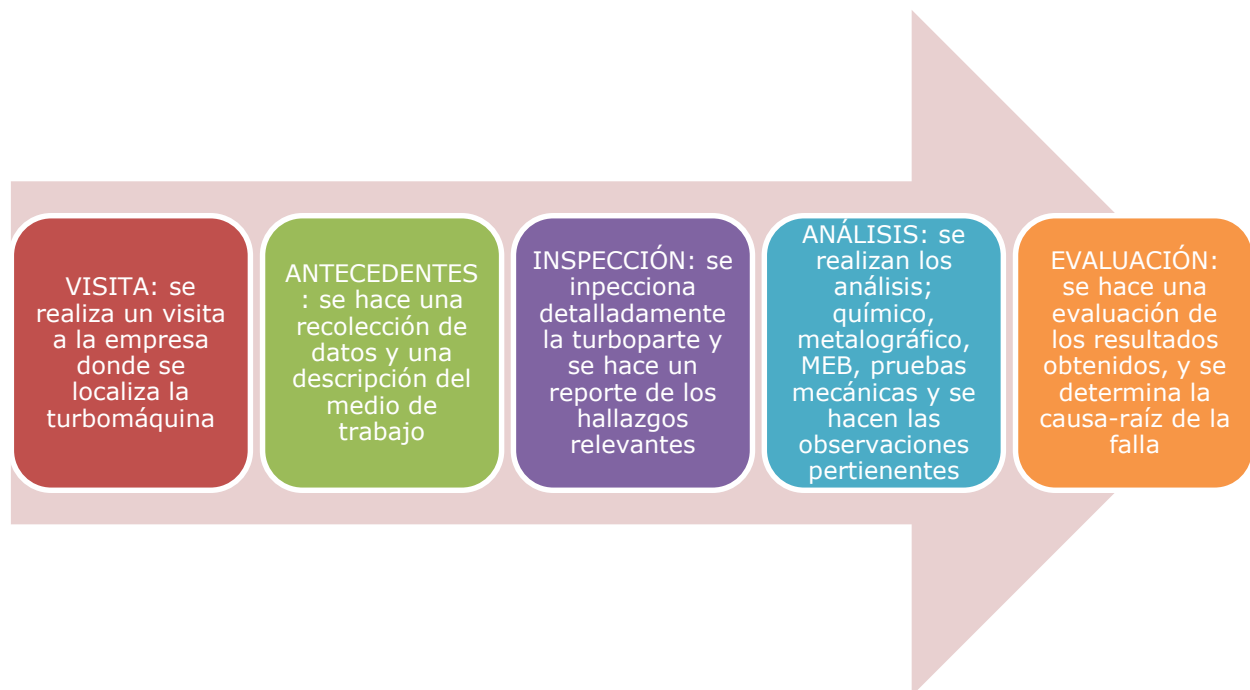 VISITA: se
realiza un visita
a la empresa
donde se
localiza la
turbomáquina
ANTECEDENTES
: se hace una
recolección de
datos y una
descripción del
medio de
trabajo
INSPECCIÓN: se
inpecciona
detalladamente
la turboparte y
se hace un
reporte de los
hallazgos
relevantes
ANÁLISIS: se
realizan los
análisis;
químico,
metalográfico,
MEB, pruebas
mecánicas y se
hacen las
observaciones
pertienentes
EVALUACIÓN:
se hace una
evaluación de
los resultados
obtenidos, y se
determina la
causa-raíz de la
falla